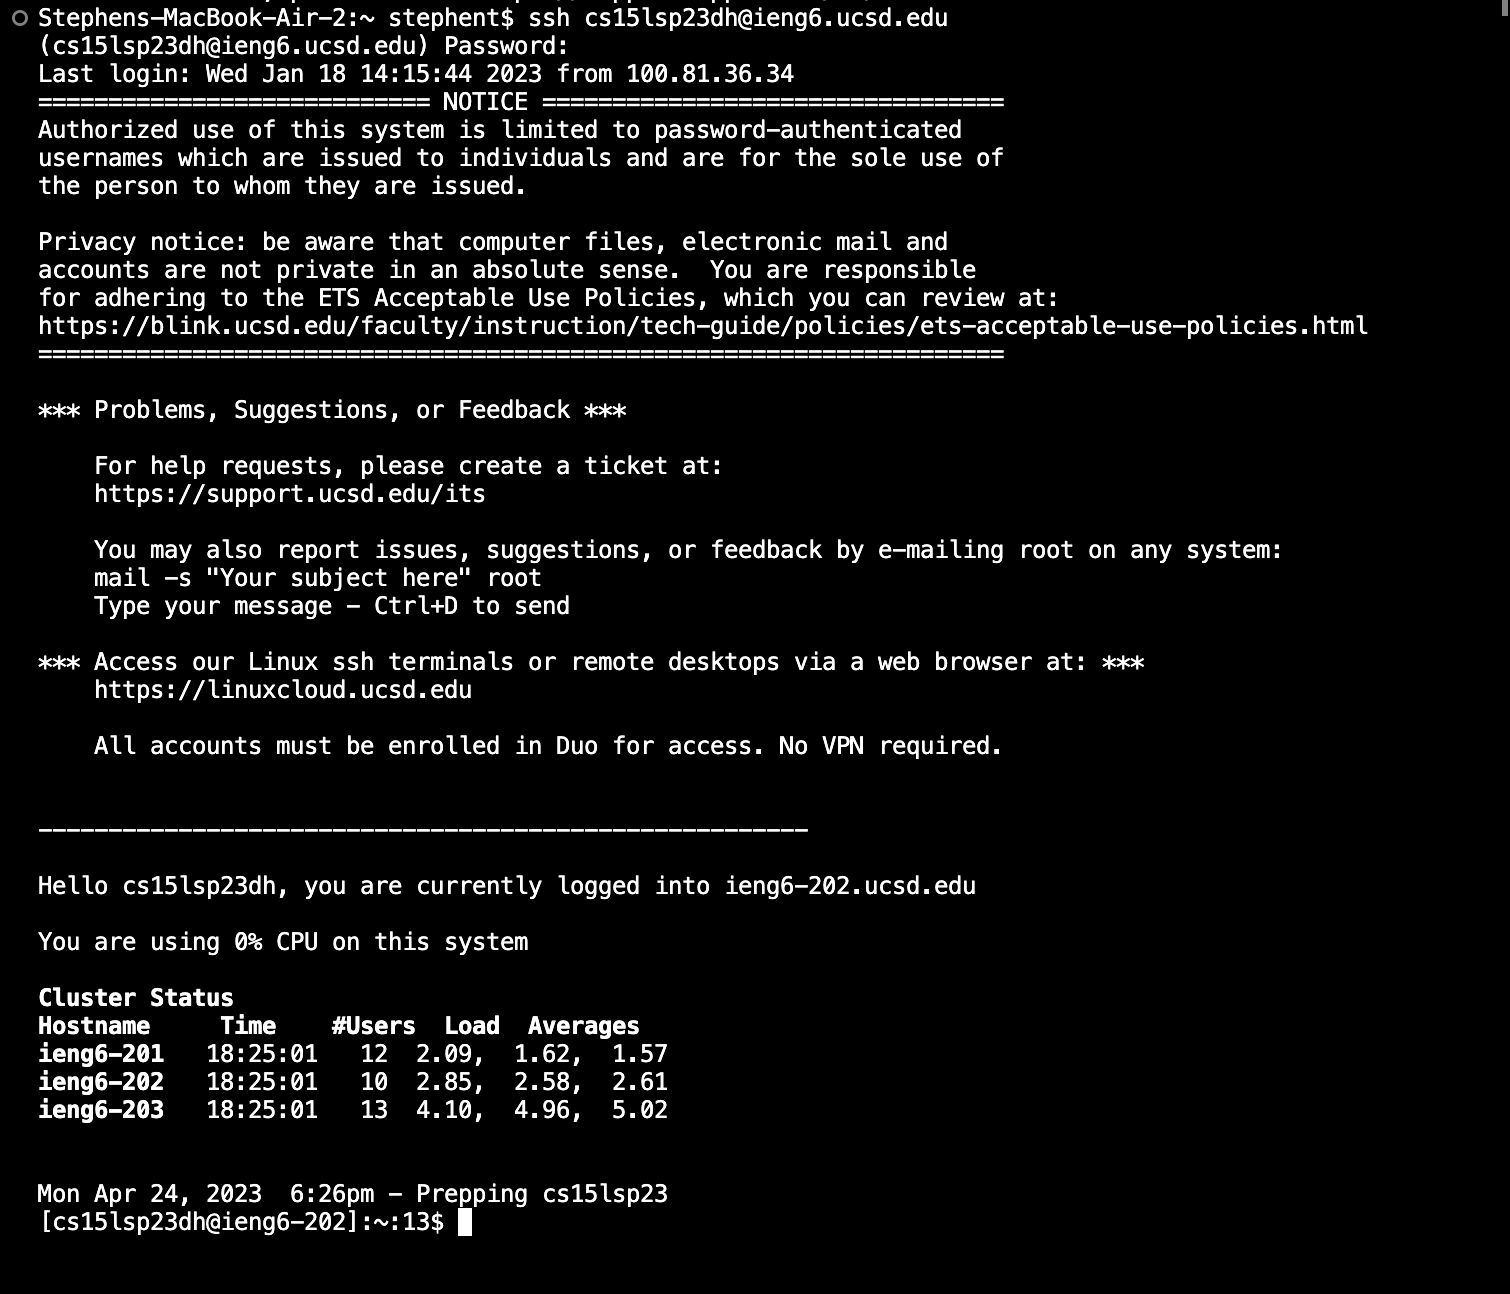 Stephens-MacBook-Air-2:~ stephent$ ssh cs15lsp23dh@ieng6.ucsd.edu
(cs15lsp23dh@ieng6.ucsd.edu) Password:
Last login: Wed Jan 18 14:15:44 2023 from 100.81.36.34
============================ NOTICE =================================
Authorized use of this system is limited to password-authenticated
usernames which are issued to individuals and are for the sole use of
the person to whom they are issued.

Privacy notice: be aware that computer files, electronic mail and
accounts are not private in an absolute sense.  You are responsible
for adhering to the ETS Acceptable Use Policies, which you can review at:
https://blink.ucsd.edu/faculty/instruction/tech-guide/policies/ets-acceptable-use-policies.html
=====================================================================

*** Problems, Suggestions, or Feedback ***

    For help requests, please create a ticket at:
    https://support.ucsd.edu/its

    You may also report issues, suggestions, or feedback by e-mailing root on any system:
    mail -s "Your subject here" root
    Type your message - Ctrl+D to send

*** Access our Linux ssh terminals or remote desktops via a web browser at: ***
    https://linuxcloud.ucsd.edu

    All accounts must be enrolled in Duo for access. No VPN required.

-------------------------------------------------------

Hello cs15lsp23dh, you are currently logged into ieng6-202.ucsd.edu

You are using 0% CPU on this system

Cluster Status
Hostname     Time    #Users  Load  Averages
ieng6-201   18:25:01   12  2.09,  1.62,  1.57
ieng6-202   18:25:01   10  2.85,  2.58,  2.61
ieng6-203   18:25:01   13  4.10,  4.96,  5.02

Mon Apr 24, 2023  6:26pm - Prepping cs15lsp23
[cs15lsp23dh@ieng6-202]:~:13$